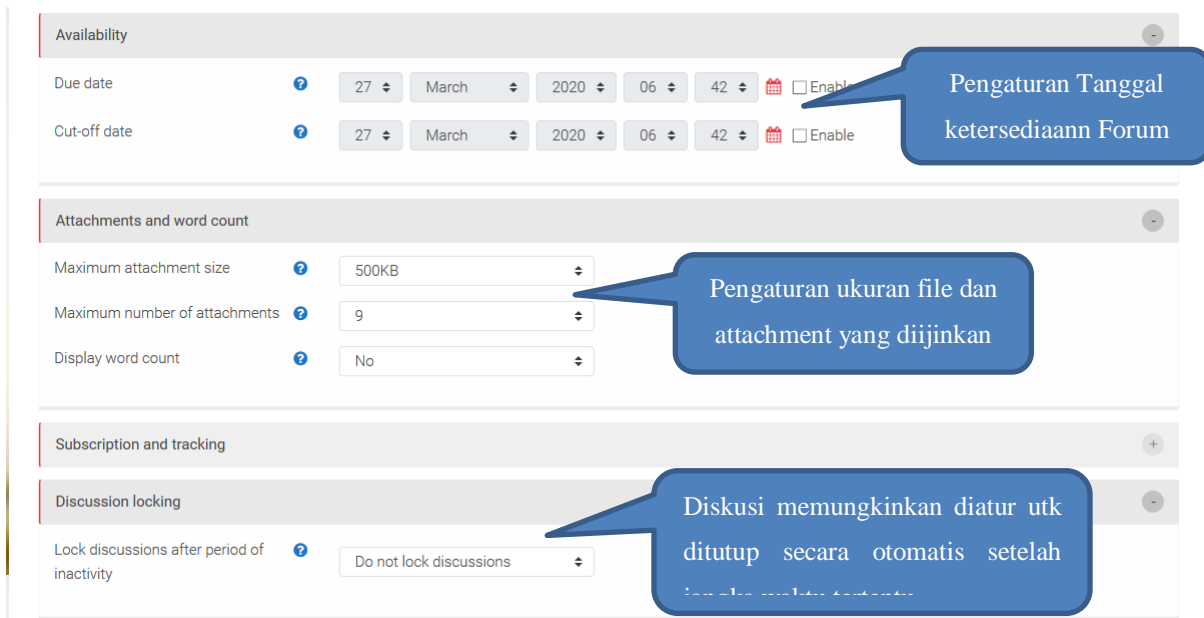 Availability
-
Due date
27 March 2020 06 42 Enable
Cut-off date
27 March 2020 06 42 Enable
Pengaturan Tanggal
ketersediaann Forum
Attachments and word count
-
Maximum attachment size
500KB
Maximum number of attachments
9
Display word count
No
Pengaturan ukuran file dan
attachment yang diijinkan
Subscription and tracking
+
Discussion locking
-
Lock discussions after period of
inactivity
Do not lock discussions
Diskusi memungkinkan diatur utk
ditutup secara otomatis setelah
jangka waktu tertentu